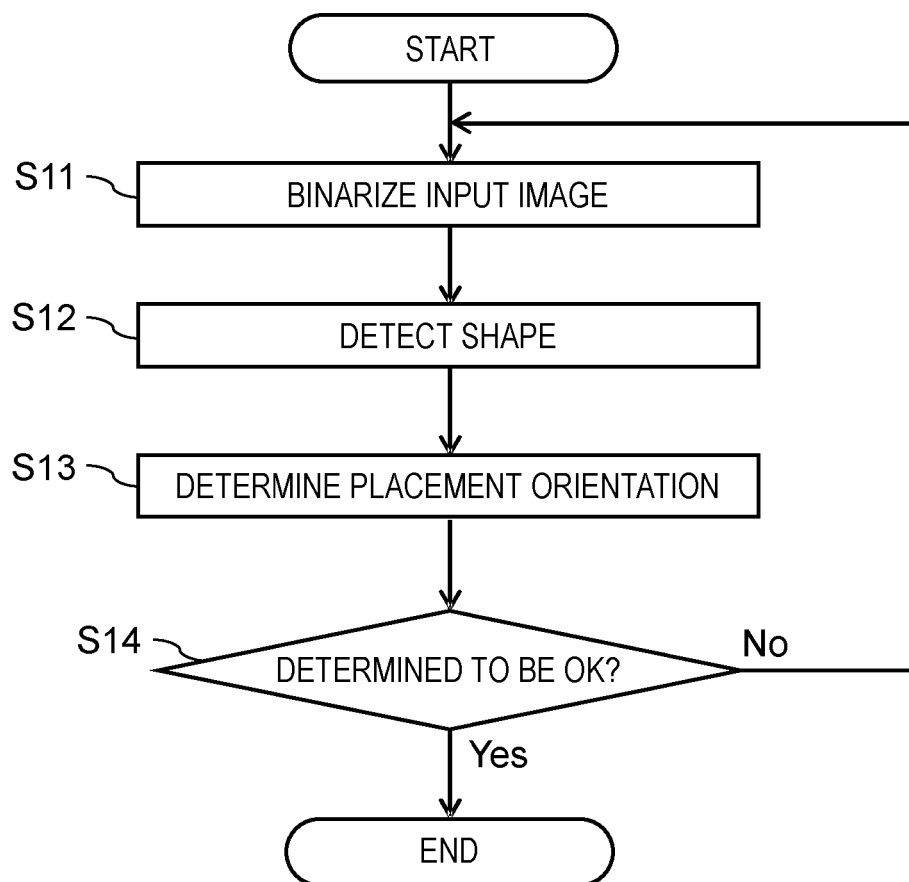 START
S11
BINARIZE INPUT IMAGE
S12
DETECT SHAPE
S13
DETERMINE PLACEMENT ORIENTATION
S14
DETERMINED TO BE OK?
No
Yes
END